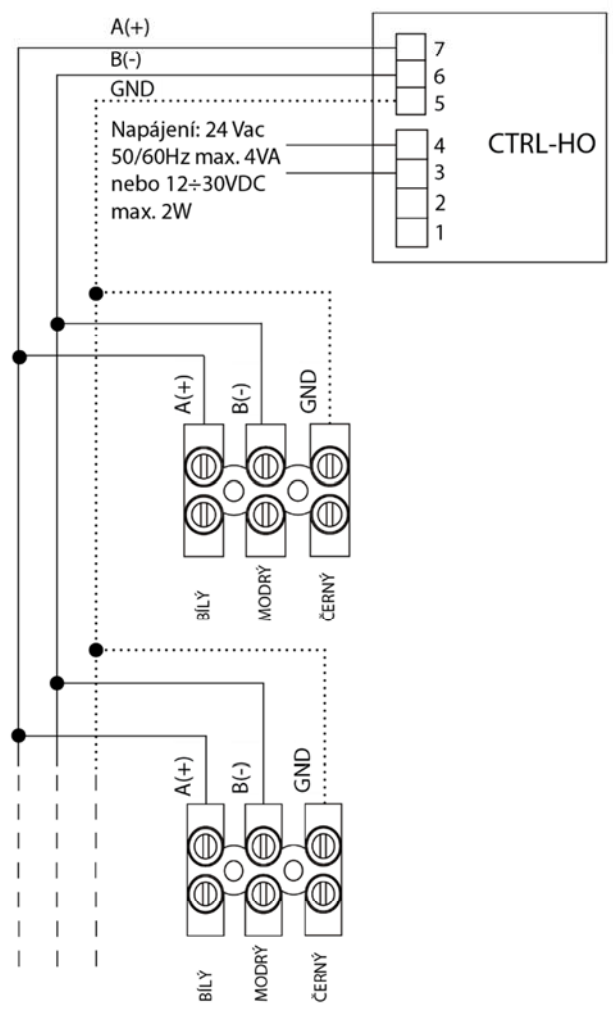 A(+)
B(-)
GND
7
6
5
Napájení: 24 Vac
50/60Hz max. 4VA
nebo 12÷30VDC
max. 2W
4
3
2
1
CTRL-HO
A(+)
B(-)
GND
BÍLÝ
MODRÝ
ČERNÝ
A(+)
B(-)
GND
BÍLÝ
MODRÝ
ČERNÝ